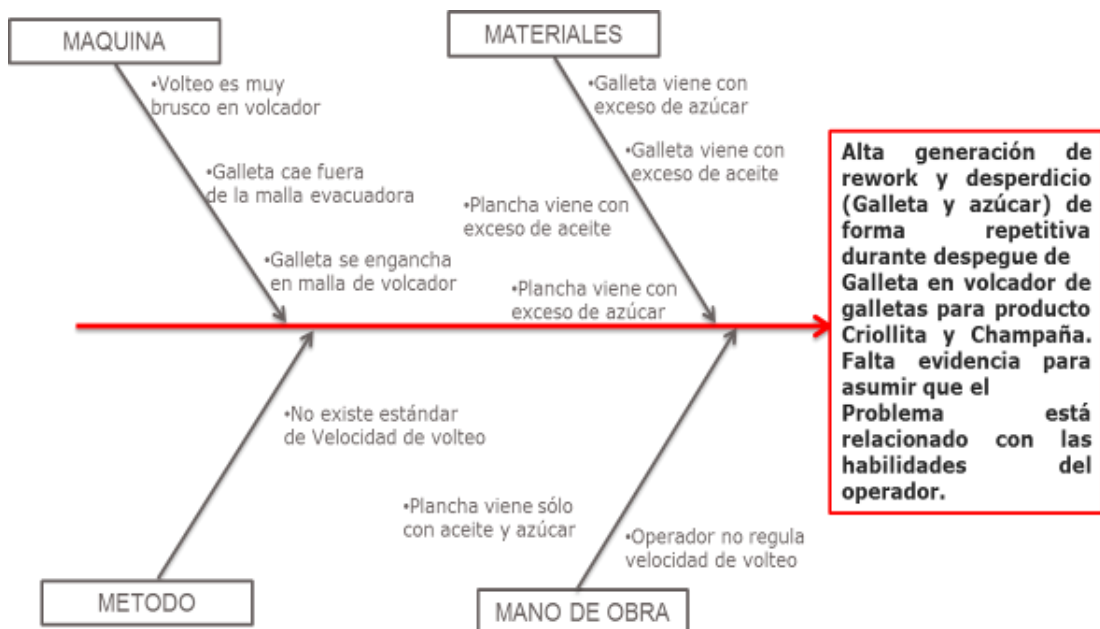 MAQUINA
•Volteo es muy
brusco en volcador
•Galleta cae fuera
de la malla evacuadora
•Galleta se engancha
en malla de volcador
MATERIALES
•Galleta viene con
exceso de azúcar
•Galleta viene con
exceso de aceite
•Plancha viene con
exceso de aceite
•Plancha viene con
exceso de azúcar
Alta generación de
rework y desperdicio
(Galleta y azúcar) de
forma repetitiva
durante despegue de
Galleta en volcador de
galletas para producto
Criollita y Champaña.
Falta evidencia para
asumir que el
Problema está
relacionado con las
habilidades del
operador.
•No existe estándar
de Velocidad de volteo
METODO
•Plancha viene sólo
con aceite y azúcar
•Operador no regula
velocidad de volteo
MANO DE OBRA